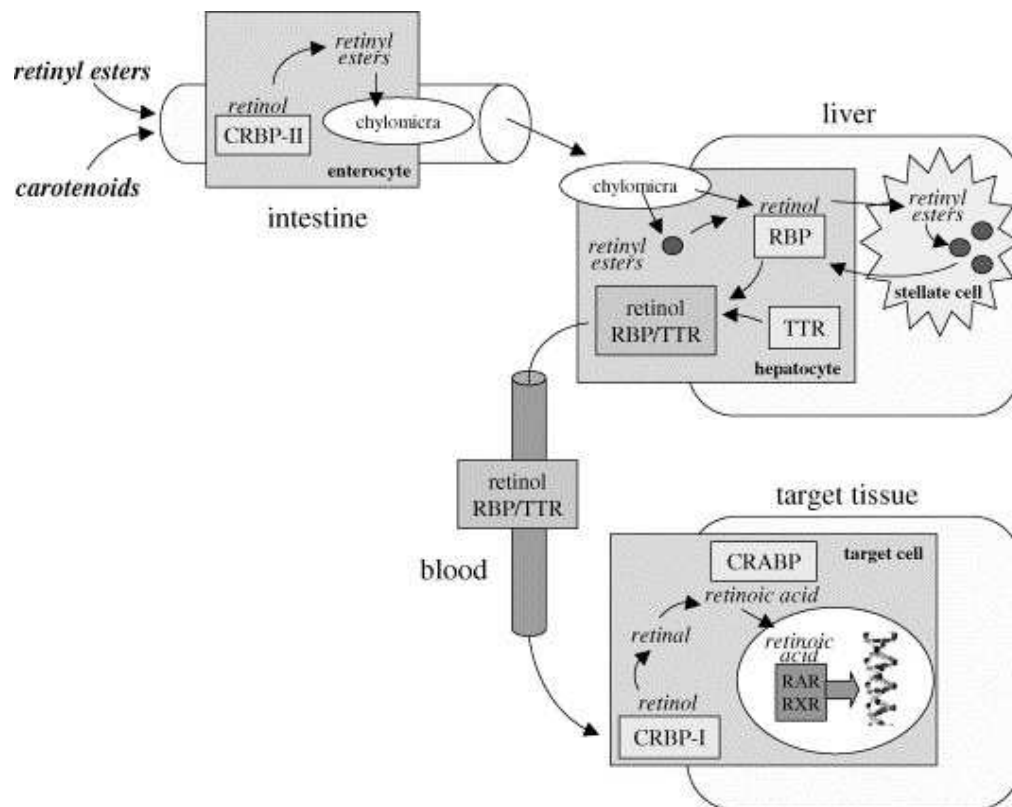 retinyl esters
carotenoids
retinyl
esters
retinol
CRBP-II
chylomicra
enterocyte
intestine
liver
chylomicra
retinol
RBP
retinyl
esters
retinyl
esters
stellate cell
retinol
RBP/TTR
TTR
hepatocyte
retinol
RBP/TTR
blood
target tissue
target cell
CRABP
retinoic acid
retinal
retinol
CRBP-I
retinoic
acid
RAR
RXR